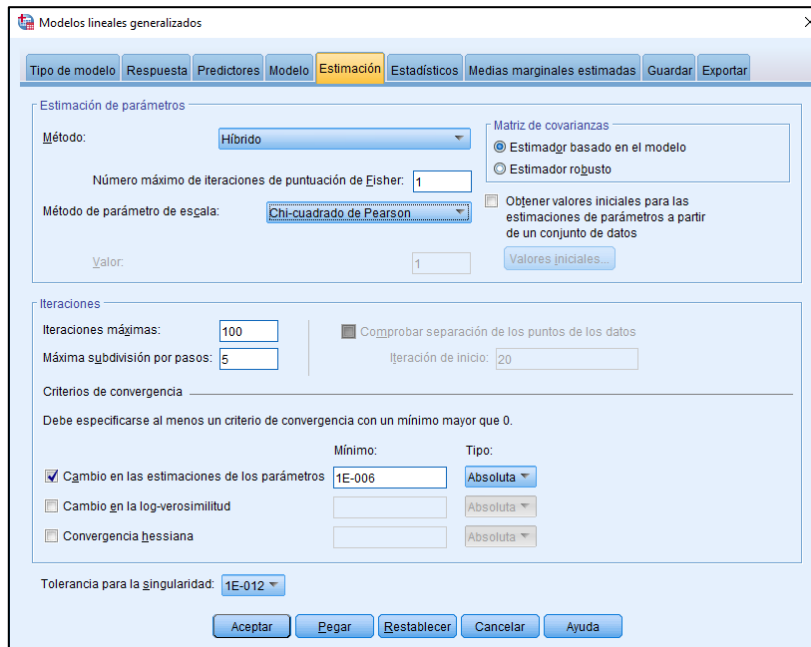 Modelos lineales generalizados
Tipo de modelo Respuesta Predictores Modelo Estimación Estadísticos Medias marginales estimadas Guardar Exportar
Estimación de parámetros
Método: Híbrido
Número máximo de iteraciones de puntuación de Fisher: 1
Método de parámetro de escala: Chi-cuadrado de Pearson
Valor: 1
Matriz de covarianzas
Estimador basado en el modelo
Estimador robusto
Obtener valores iniciales para las
estimaciones de parámetros a partir
de un conjunto de datos
Valores iniciales...
Iteraciones
Iteraciones máximas: 100
Máxima subdivisión por pasos: 5
Comprobar separación de los puntos de los datos
Iteración de inicio: 20
Criterios de convergencia
Debe especificarse al menos un criterio de convergencia con un mínimo mayor que 0.
Mínimo: Tipo:
Cambio en las estimaciones de los parámetros 1E-006 Absoluta
Cambio en la log-verosimilitud Absoluta
Convergencia hessiana Absoluta
Tolerancia para la singularidad: 1E-012
Aceptar Pegar Restablecer Cancelar Ayuda